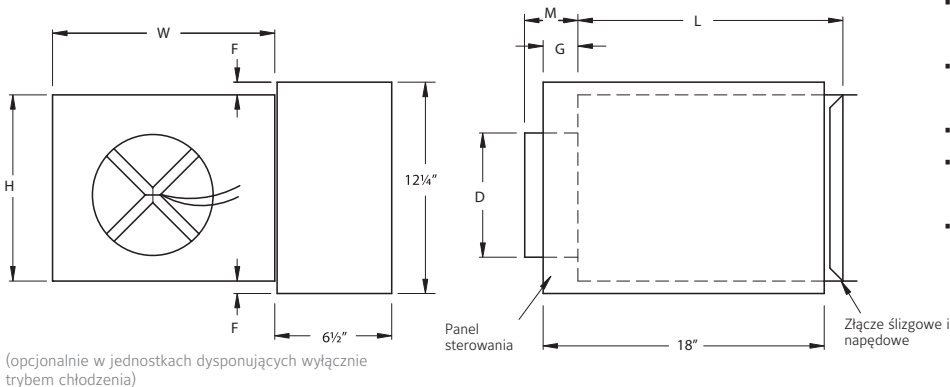 W
F
H
12¼"
F
6½"
(opcjonalnie w jednostkach dysponujących wyłącznie
trybem chłodzenia)
M
L
G
D
Panel
sterowania
18"
Złącze ślizgowe i
napędowe